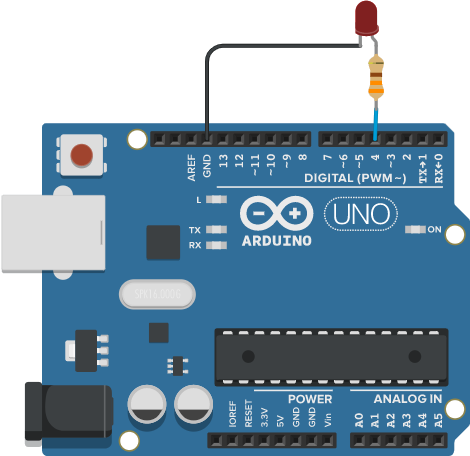 AREF
GND
13
12
~11
~10
~9
8
7
~6
~5
4
~3
2
TX→1
RX←0
DIGITAL (PWM~)
L
TX
RX
ARDUINO
UNO
ON
SPK16.000G
POWER
ANALOG IN
IOREF
RESET
3.3V
5V
GND
GND
Vin
A0
A1
A2
A3
A4
A5